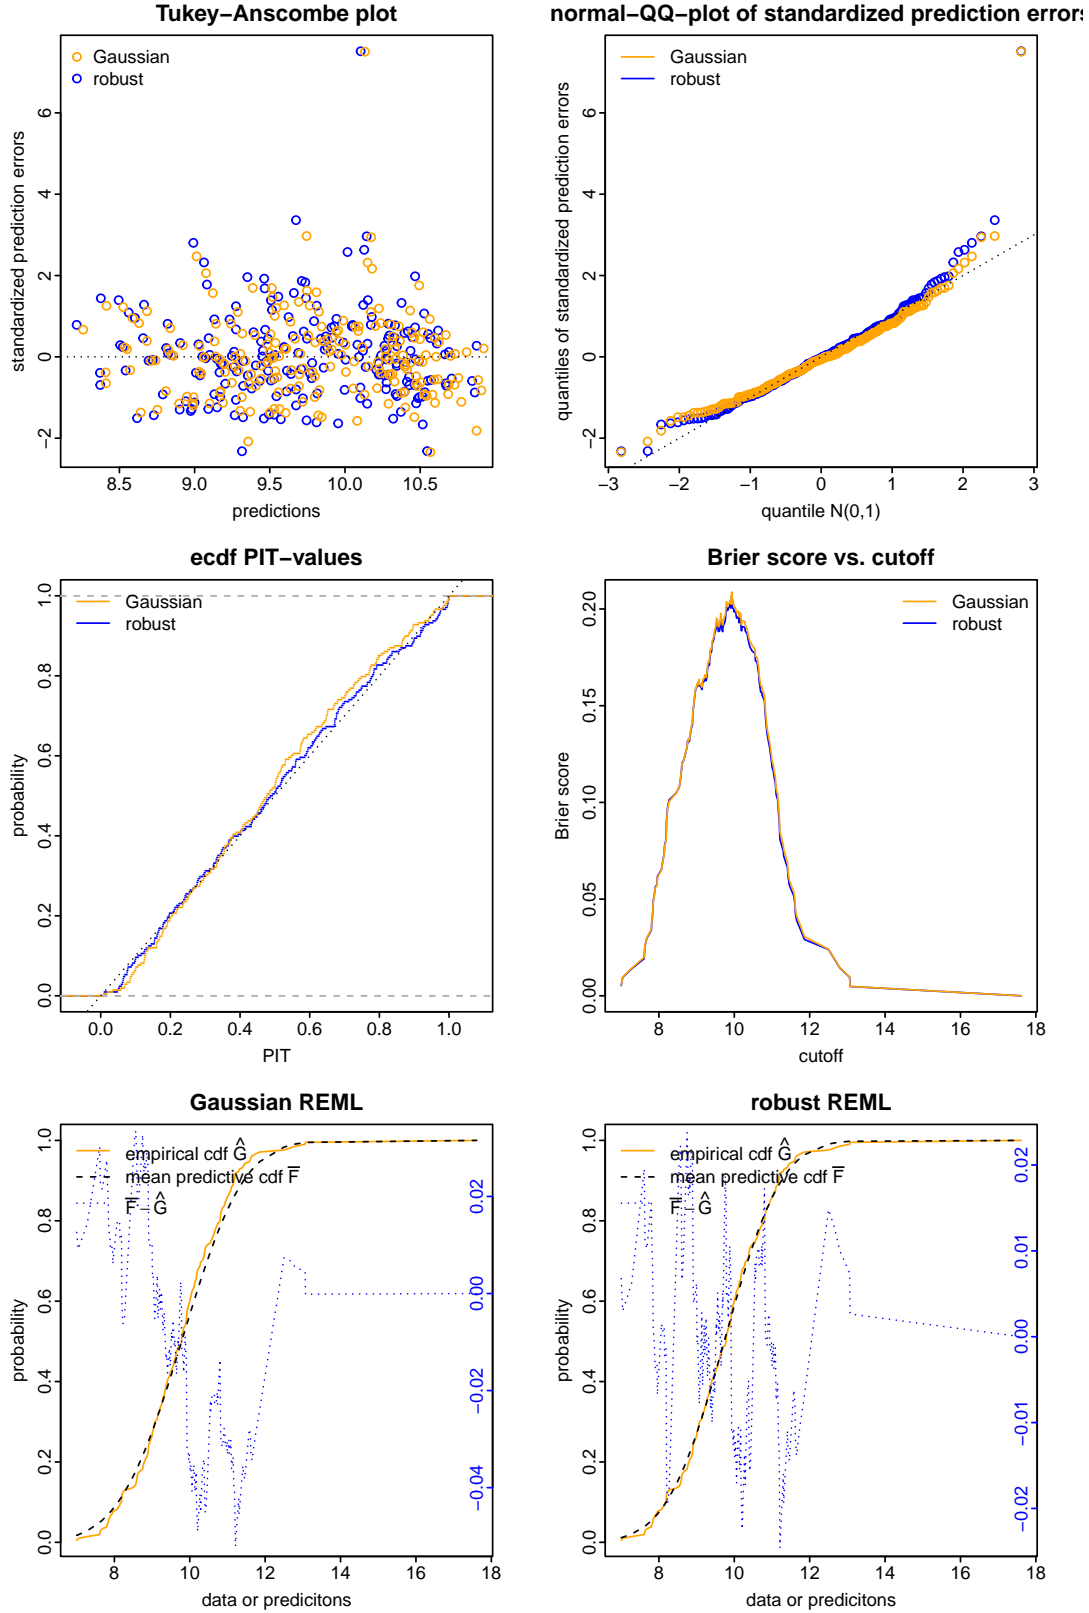 Tukey−Anscombe plot
Gaussian
robust
standardized prediction errors
−2
0
2
4
6
8.5
9.0
9.5
10.0
10.5
predictions
normal−QQ−plot of standardized prediction errors
Gaussian
robust
quantiles of standardized prediction errors
−2
0
2
4
6
−3
−2
−1
0
1
2
3
quantile N(0,1)
ecdf PIT−values
Gaussian
robust
probability
0.0
0.2
0.4
0.6
0.8
1.0
0.0
0.2
0.4
0.6
0.8
1.0
PIT
Brier score vs. cutoff
Gaussian
robust
Brier score
0.00
0.05
0.10
0.15
0.20
8
10
12
14
16
18
cutoff
Gaussian REML
empirical cdf Ĝ
mean predictive cdf F̅
F̅−Ĝ
probability
0.0
0.2
0.4
0.6
0.8
1.0
−0.04
−0.02
0.00
0.02
8
10
12
14
16
18
data or predicitons
robust REML
empirical cdf Ĝ
mean predictive cdf F̅
F̅−Ĝ
probability
0.0
0.2
0.4
0.6
0.8
1.0
−0.02
−0.01
0.00
0.01
0.02
8
10
12
14
16
18
data or predicitons